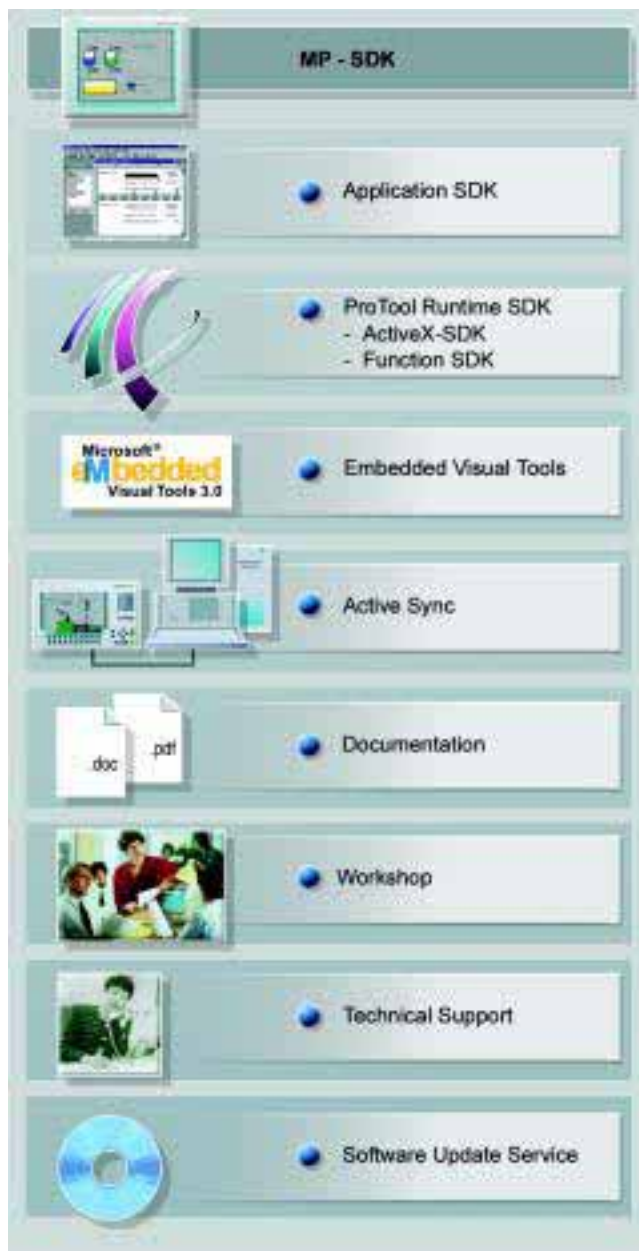 MP - SDK
Application SDK
ProTool Runtime SDK
- ActiveX-SDK
- Function SDK
Microsoft®
eMbedded
Visual Tools 3.0
Embedded Visual Tools
Active Sync
.doc
.pdf
Documentation
Workshop
Technical Support
Software Update Service